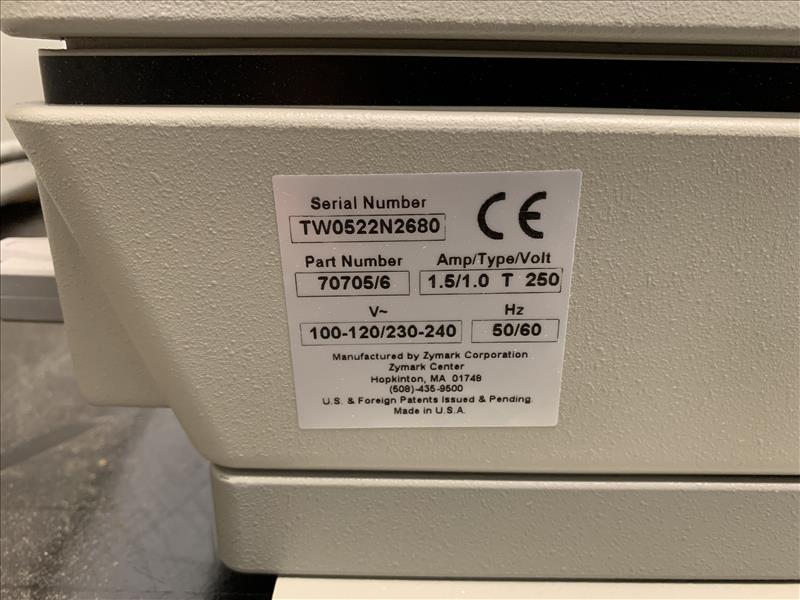 Serial Number
CE
TW0522N2680
Part Number Amp/Type/Volt
70705/6 1.5/1.0 T 250
V~ Hz
100-120/230-240 50/60
Manufactured by Zymark Corporation
Zymark Center
Hopkinton, MA 01748
(508)-435-9500
U.S. & Foreign Patents Issued & Pending.
Made in U.S.A.